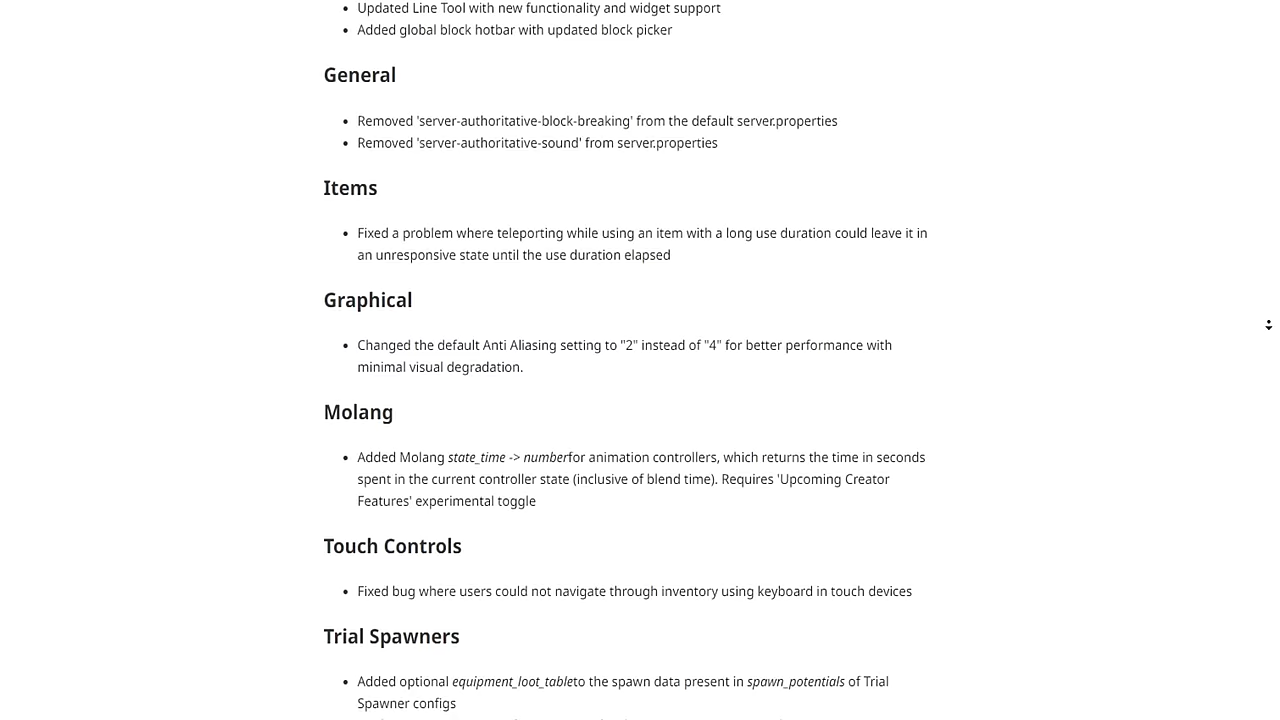 Updated Line Tool with new functionality and widget support
Added global block hotbar with updated block picker
General
Removed 'server-authoritative-block-breaking' from the default server.properties
Removed 'server-authoritative-sound' from server.properties
Items
Fixed a problem where teleporting while using an item with a long use duration could leave it in
an unresponsive state until the use duration elapsed
Graphical
Changed the default Anti Aliasing setting to "2" instead of "4" for better performance with
minimal visual degradation.
Molang
Added Molang state_time -> numberfor animation controllers, which returns the time in seconds
spent in the current controller state (inclusive of blend time). Requires 'Upcoming Creator
Features' experimental toggle
Touch Controls
Fixed bug where users could not navigate through inventory using keyboard in touch devices
Trial Spawners
Added optional equipment_loot_tableto the spawn data present in spawn_potentials of Trial
Spawner configs